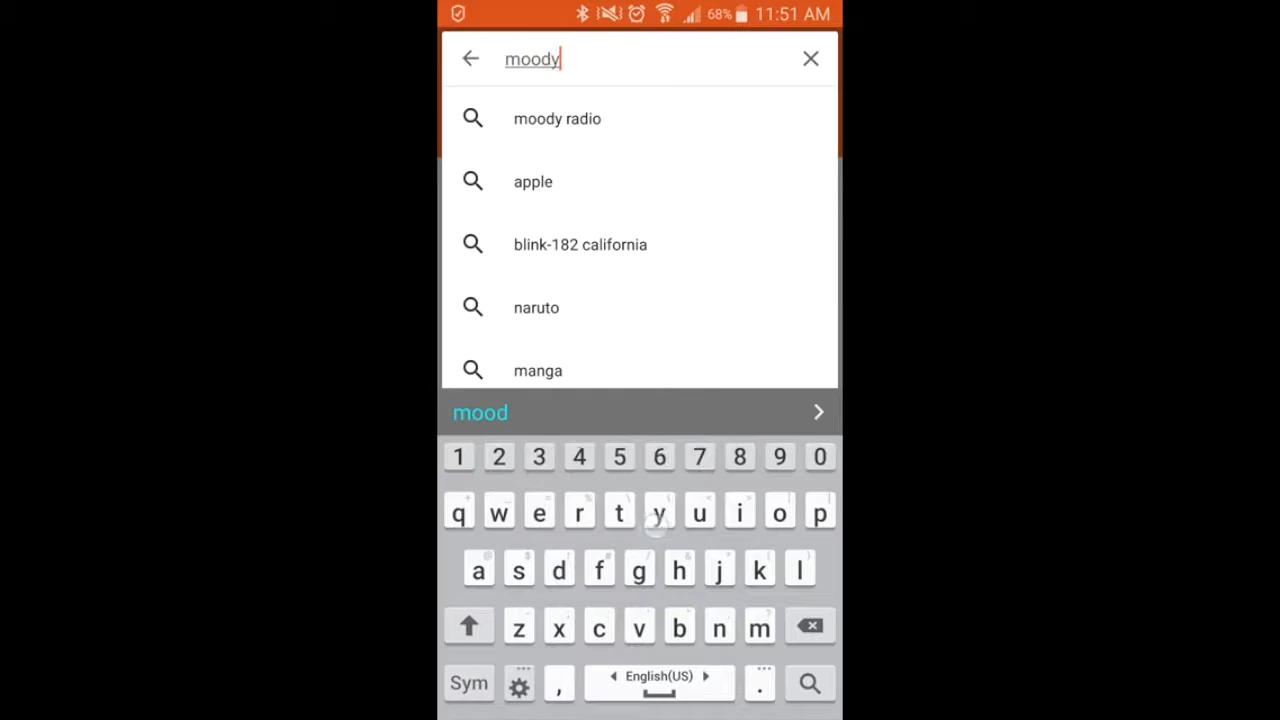 68% 11:51 AM
moody
moody radio
apple
blink-182 california
naruto
manga
mood
1 2 3 4 5 6 7 8 9 0
q w e r t y u i o p
a s d f g h j k l
z x c v b n m
Sym , English(US) .